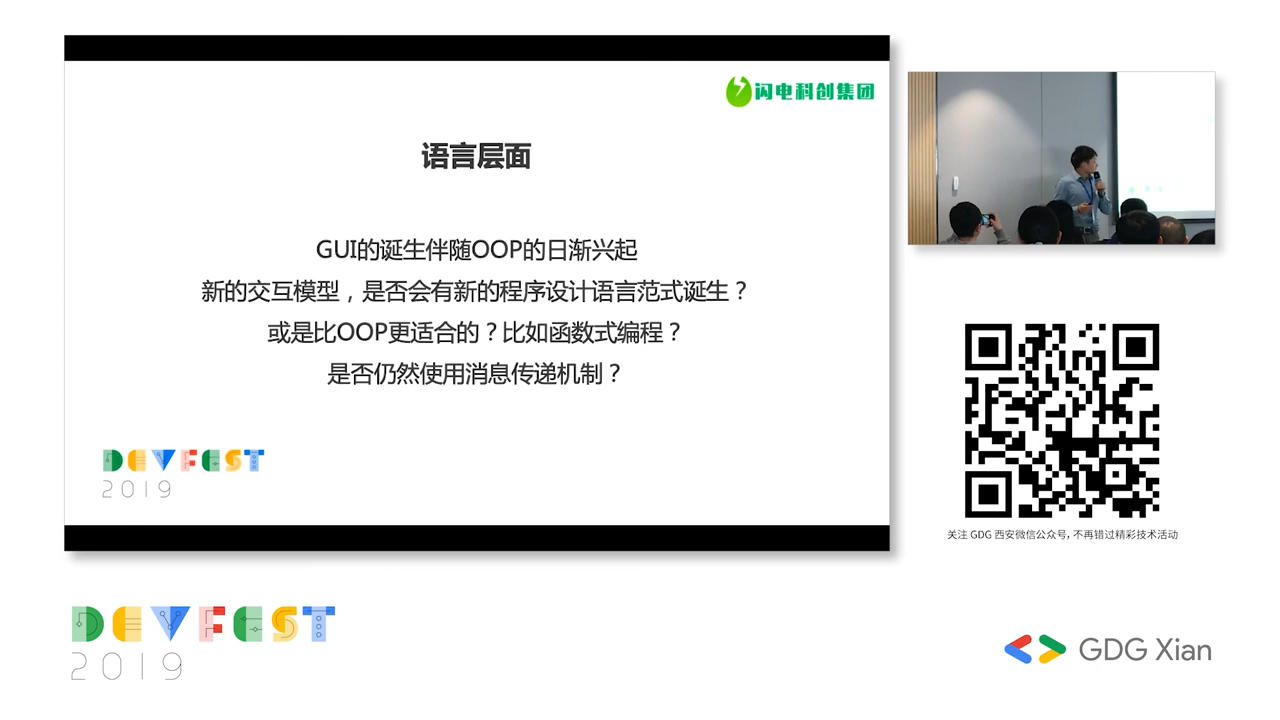 闪电科创集团
语言层面
GUI的诞生伴随OOP的日渐兴起
新的交互模型，是否会有新的程序设计语言范式诞生？
或是比OOP更适合的？比如函数式编程？
是否仍然使用消息传递机制？
DEVFEST
2019
关注 GDG 西安微信公众号, 不再错过精彩技术活动
DEVFEST
2019
GDG Xian